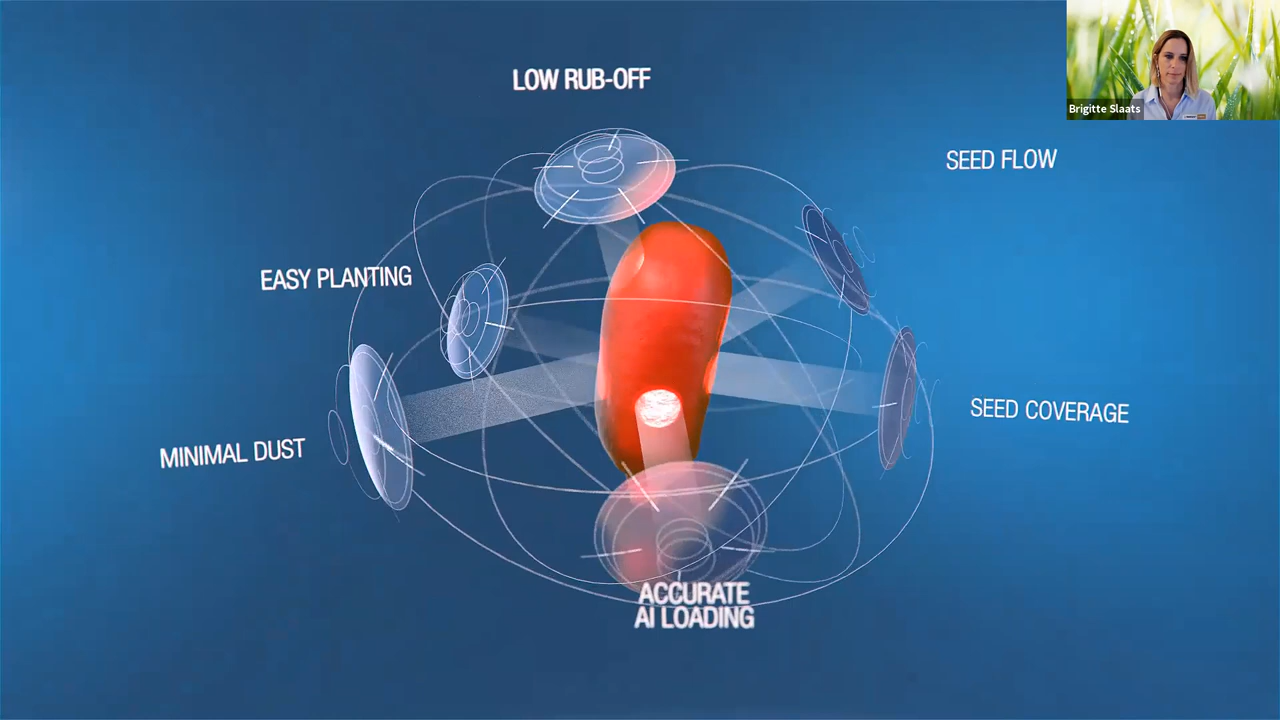 LOW RUB-OFF
Brigitte Slaats
SEED FLOW
EASY PLANTING
SEED COVERAGE
MINIMAL DUST
ACCURATE
AI LOADING